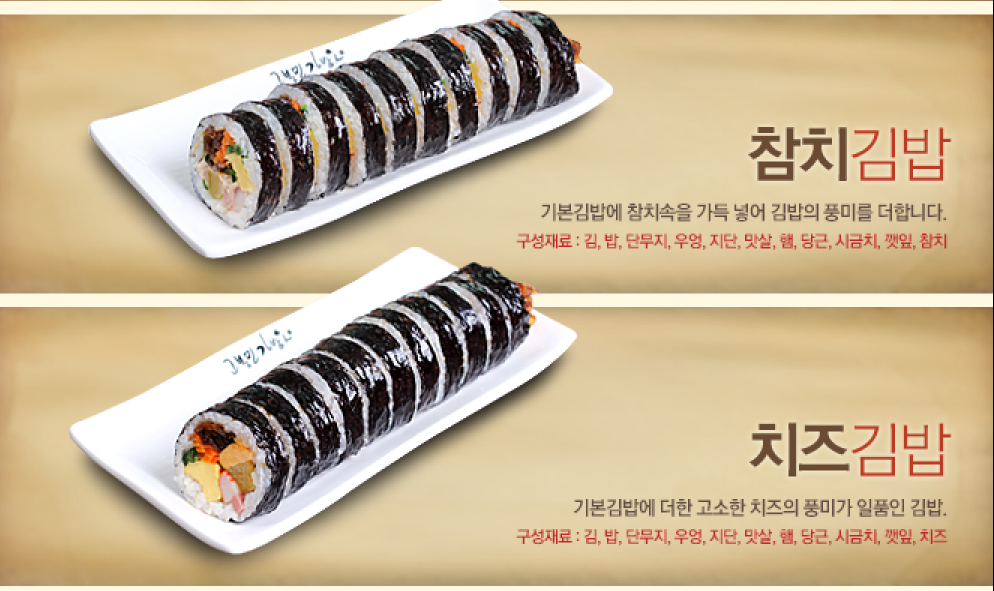 참치김밥
기본김밥에 참치속을 가득 넣어 김밥의 풍미를 더합니다.
구성재료 : 김, 밥, 단무지, 우엉, 지단, 맛살, 햄, 당근, 시금치, 깻잎, 참치
치즈김밥
기본김밥에 더한 고소한 치즈의 풍미가 일품인 김밥.
구성재료 : 김, 밥, 단무지, 우엉, 지단, 맛살, 햄, 당근, 시금치, 깻잎, 치즈